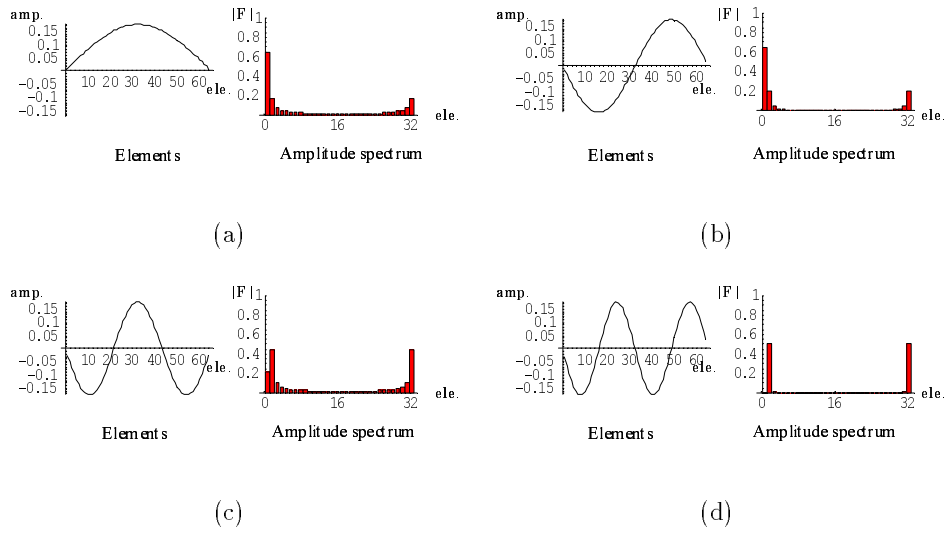 amp.
0.15
0.1
0.05
-0.05
-0.1
-0.15
10 20 30 40 50 60
ele.
Elements
|F|
1
0.8
0.6
0.4
0.2
0 16 32
ele.
Amplitude spectrum
(a)
amp.
0.15
0.1
0.05
-0.05
-0.1
-0.15
10 20 30 40 50 60
ele.
Elements
|F|
1
0.8
0.6
0.4
0.2
0 16 32
ele.
Amplitude spectrum
(b)
amp.
0.15
0.1
0.05
-0.05
-0.1
-0.15
10 20 30 40 50 60
ele.
Elements
|F|
1
0.8
0.6
0.4
0.2
0 16 32
ele.
Amplitude spectrum
(c)
amp.
0.15
0.1
0.05
-0.05
-0.1
-0.15
10 20 30 40 50 60
ele.
Elements
|F|
1
0.8
0.6
0.4
0.2
0 16 32
ele.
Amplitude spectrum
(d)